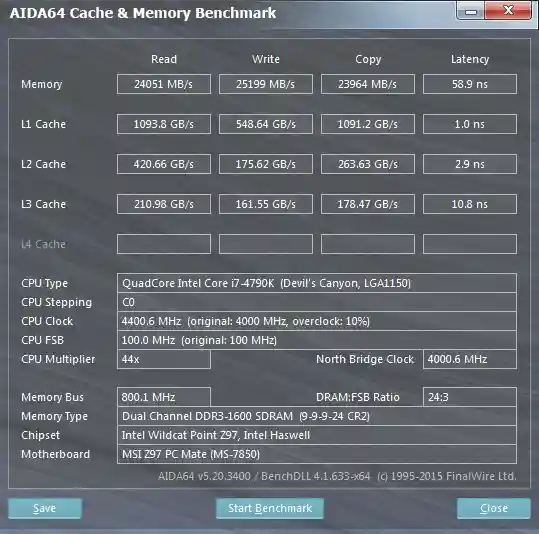 AIDA64 Cache & Memory Benchmark
Read Write Copy Latency
Memory 24051 MB/s 25199 MB/s 23964 MB/s 58.9 ns
L1 Cache 1093.8 GB/s 548.64 GB/s 1091.2 GB/s 1.0 ns
L2 Cache 420.66 GB/s 175.62 GB/s 263.63 GB/s 2.9 ns
L3 Cache 210.98 GB/s 161.55 GB/s 178.47 GB/s 10.8 ns
L4 Cache
CPU Type QuadCore Intel Core i7-4790K (Devil's Canyon, LGA1150)
CPU Stepping C0
CPU Clock 4400.6 MHz (original: 4000 MHz, overclock: 10%)
CPU FSB 100.0 MHz (original: 100 MHz)
CPU Multiplier 44x North Bridge Clock 4000.6 MHz
Memory Bus 800.1 MHz DRAM:FSB Ratio 24:3
Memory Type Dual Channel DDR3-1600 SDRAM (9-9-9-24 CR2)
Chipset Intel Wildcat Point Z97, Intel Haswell
Motherboard MSI Z97 PC Mate (MS-7850)
AIDA64 v5.20.3400 / BenchDLL 4.1.633-x64 (c) 1995-2015 FinalWire Ltd.
Save Start Benchmark Close